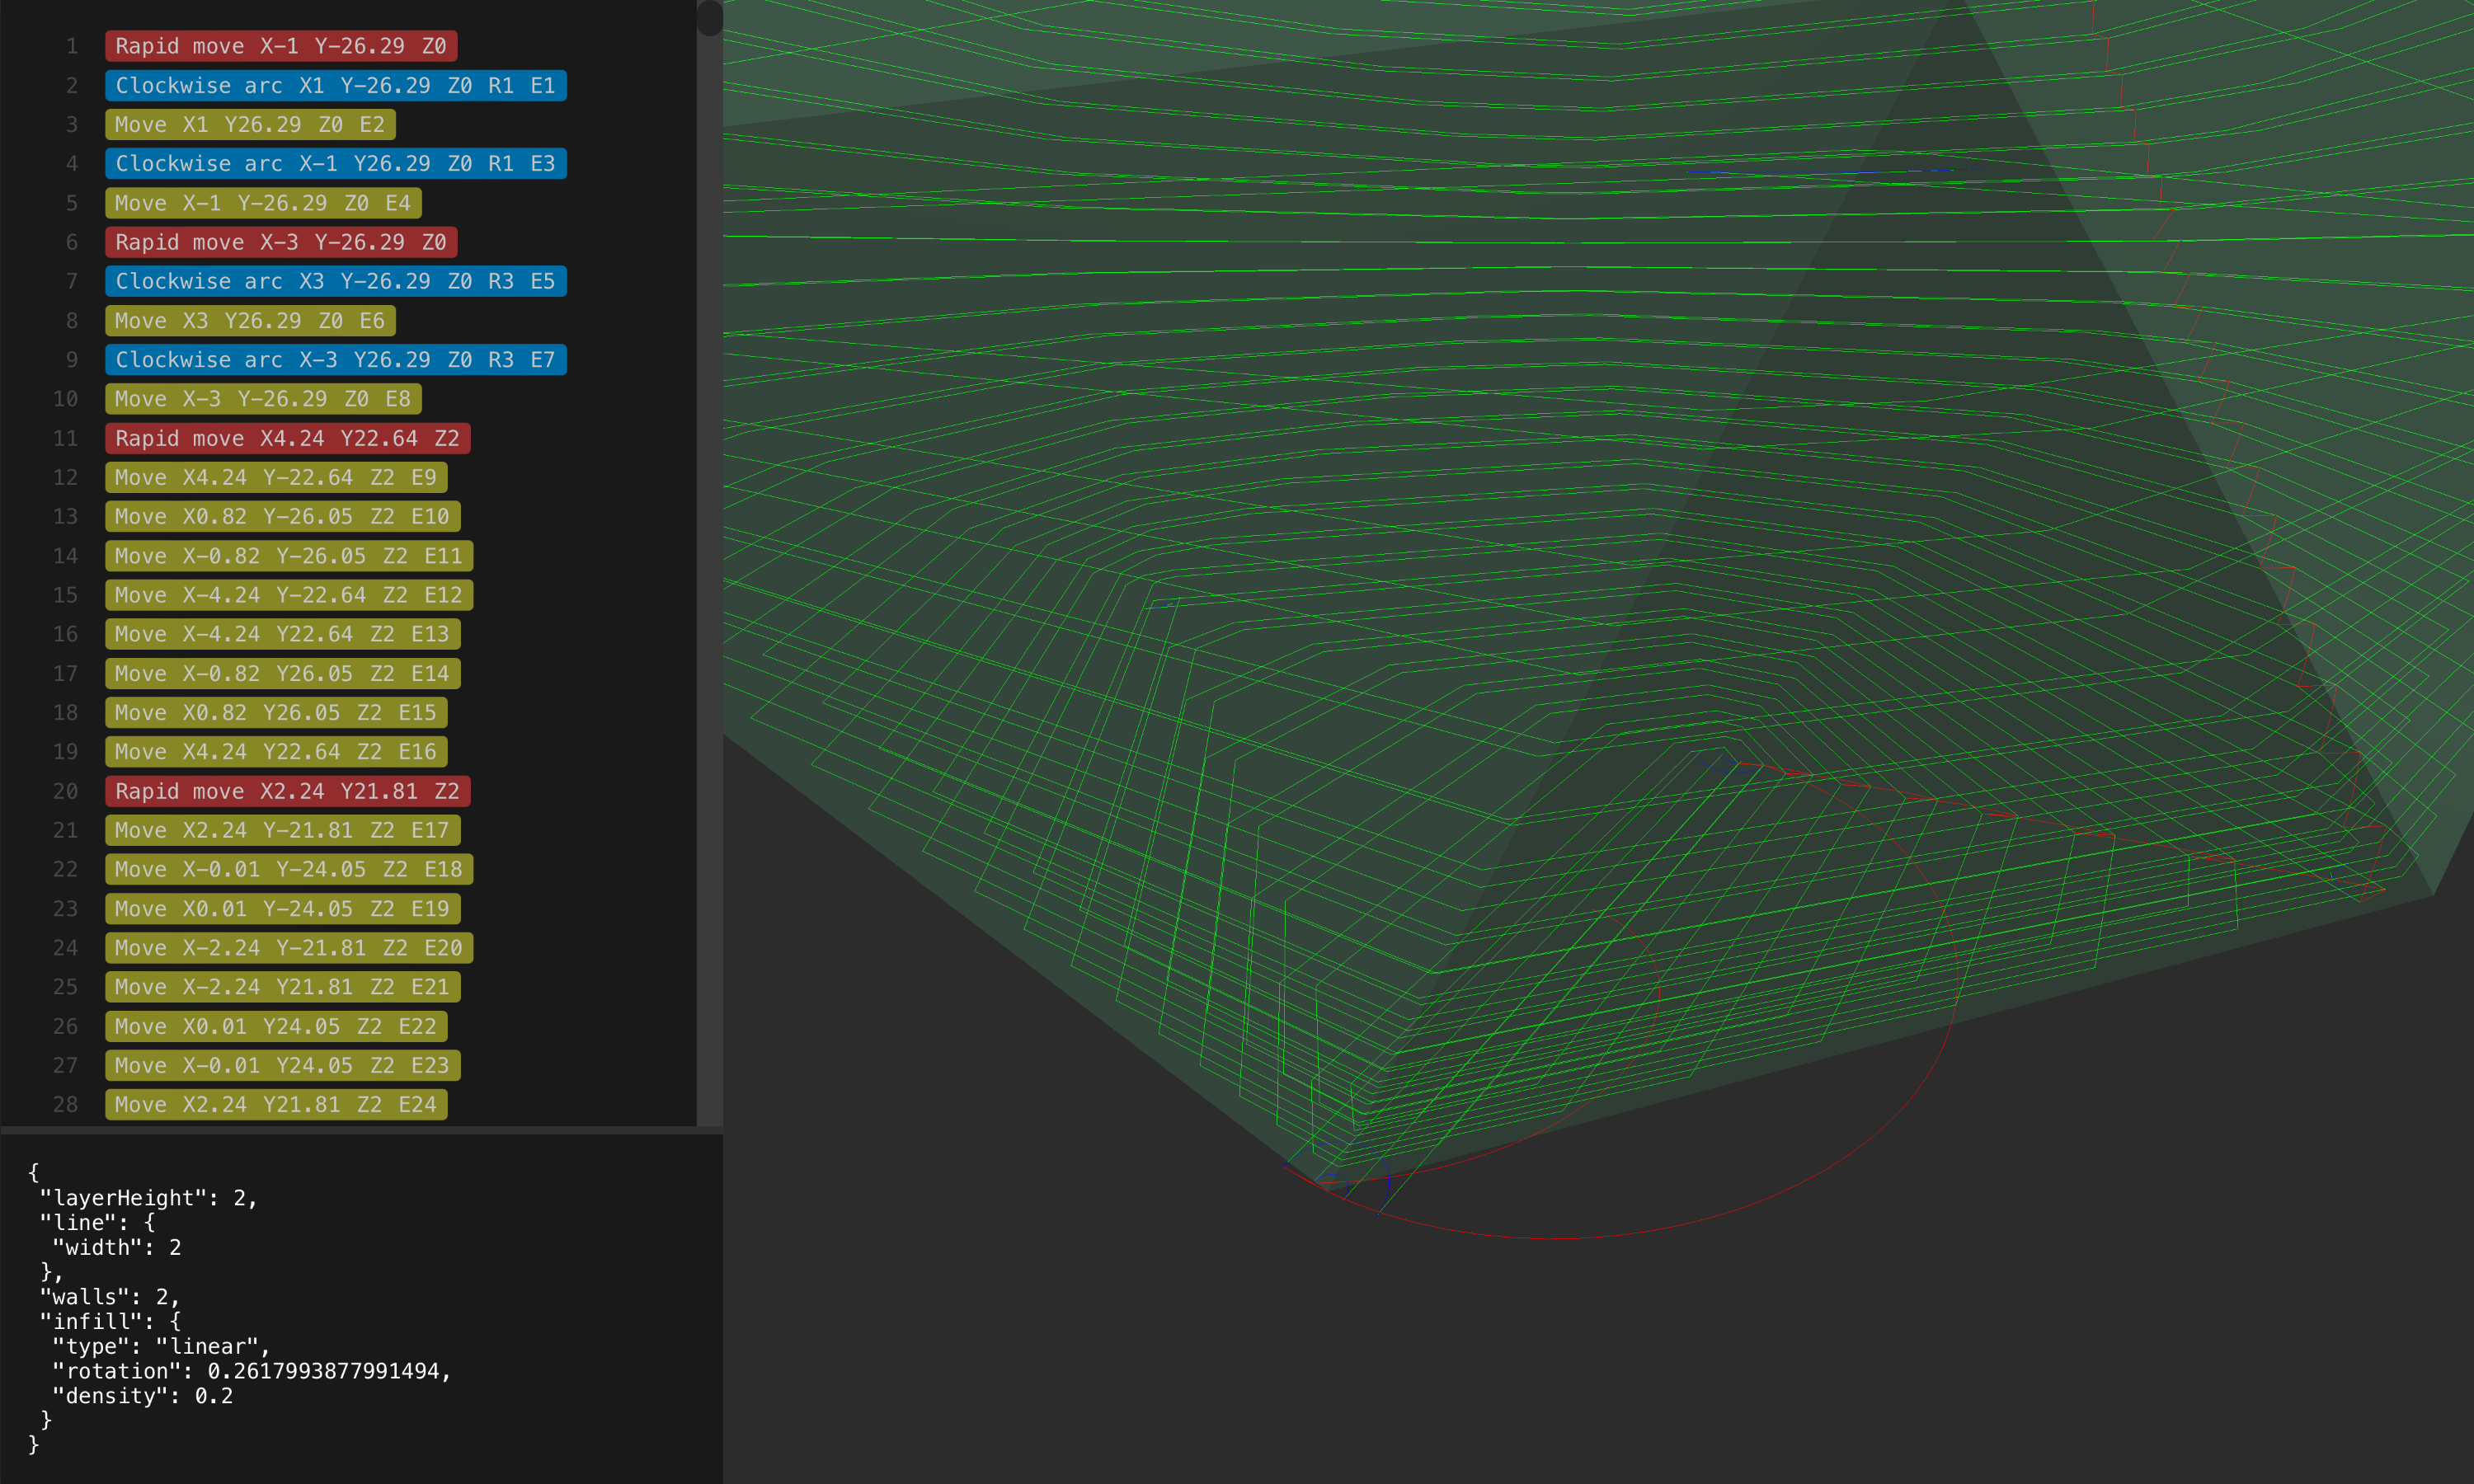 1 Rapid move X-1 Y-26.29 Z0
2 Clockwise arc X1 Y-26.29 Z0 R1 E1
3 Move X1 Y26.29 Z0 E2
4 Clockwise arc X-1 Y26.29 Z0 R1 E3
5 Move X-1 Y-26.29 Z0 E4
6 Rapid move X-3 Y-26.29 Z0
7 Clockwise arc X3 Y-26.29 Z0 R3 E5
8 Move X3 Y26.29 Z0 E6
9 Clockwise arc X-3 Y26.29 Z0 R3 E7
10 Move X-3 Y-26.29 Z0 E8
11 Rapid move X4.24 Y22.64 Z2
12 Move X4.24 Y-22.64 Z2 E9
13 Move X0.82 Y-26.05 Z2 E10
14 Move X-0.82 Y-26.05 Z2 E11
15 Move X-4.24 Y-22.64 Z2 E12
16 Move X-4.24 Y22.64 Z2 E13
17 Move X-0.82 Y26.05 Z2 E14
18 Move X0.82 Y26.05 Z2 E15
19 Move X4.24 Y22.64 Z2 E16
20 Rapid move X2.24 Y21.81 Z2
21 Move X2.24 Y-21.81 Z2 E17
22 Move X-0.01 Y-24.05 Z2 E18
23 Move X0.01 Y-24.05 Z2 E19
24 Move X-2.24 Y-21.81 Z2 E20
25 Move X-2.24 Y21.81 Z2 E21
26 Move X0.01 Y24.05 Z2 E22
27 Move X-0.01 Y24.05 Z2 E23
28 Move X2.24 Y21.81 Z2 E24
{
"layerHeight": 2,
"line": {
"width": 2
},
"walls": 2,
"infill": {
"type": "linear",
"rotation": 0.2617993877991494,
"density": 0.2
}
}